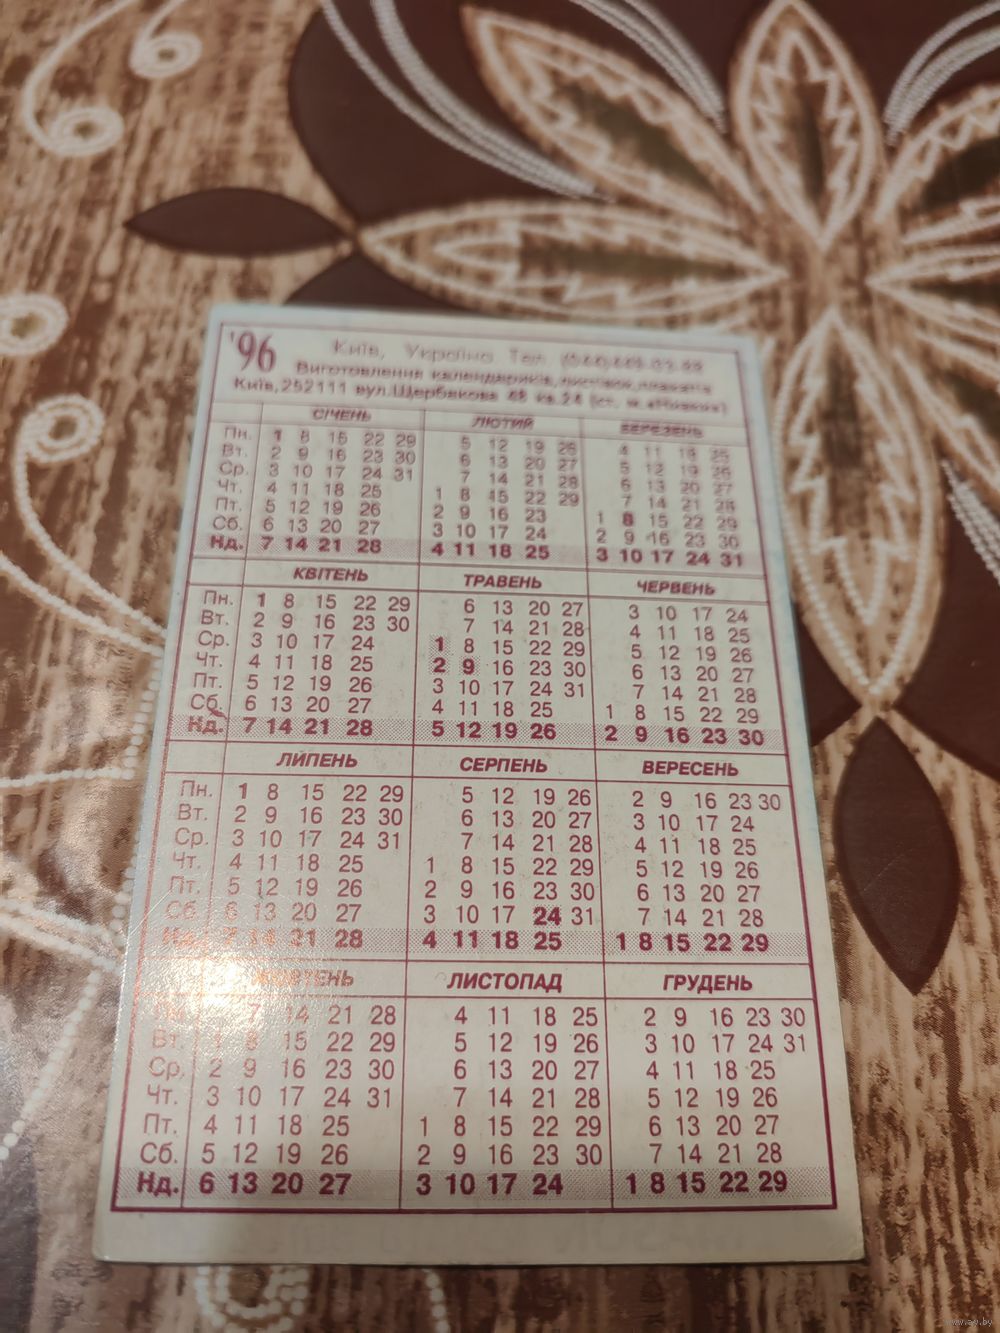 '96 Київ, Україна Тел.
Виготовлення календариків, листівок, плакатів
Київ,252111 вул.Щербакова кв.24 (ст. м.
СІЧЕНЬ ЛЮТИЙ БЕРЕЗЕНЬ
Пн. 1 8 15 22 29 5 12 19 26 4 11 18 25
Вт. 2 9 16 23 30 6 13 20 27 5 12 19 26
Ср. 3 10 17 24 31 7 14 21 28 6 13 20 27
Чт. 4 11 18 25 1 8 15 22 29 7 14 21 28
Пт. 5 12 19 26 2 9 16 23 1 8 15 22 29
Сб. 6 13 20 27 3 10 17 24 2 9 16 23 30
Нд. 7 14 21 28 4 11 18 25 3 10 17 24 31
КВІТЕНЬ ТРАВЕНЬ ЧЕРВЕНЬ
Пн. 1 8 15 22 29 6 13 20 27 3 10 17 24
Вт. 2 9 16 23 30 7 14 21 28 4 11 18 25
Ср. 3 10 17 24 1 8 15 22 29 5 12 19 26
Чт. 4 11 18 25 2 9 16 23 30 6 13 20 27
Пт. 5 12 19 26 3 10 17 24 31 7 14 21 28
Сб. 6 13 20 27 4 11 18 25 1 8 15 22 29
Нд. 7 14 21 28 5 12 19 26 2 9 16 23 30
ЛИПЕНЬ СЕРПЕНЬ ВЕРЕСЕНЬ
Пн. 1 8 15 22 29 5 12 19 26 2 9 16 23 30
Вт. 2 9 16 23 30 6 13 20 27 3 10 17 24
Ср. 3 10 17 24 31 7 14 21 28 4 11 18 25
Чт. 4 11 18 25 1 8 15 22 29 5 12 19 26
Пт. 5 12 19 26 2 9 16 23 30 6 13 20 27
Сб. 6 13 20 27 3 10 17 24 31 7 14 21 28
Нд. 7 14 21 28 4 11 18 25 1 8 15 22 29
ЖОВТЕНЬ ЛИСТОПАД ГРУДЕНЬ
Пн. 7 14 21 28 4 11 18 25 2 9 16 23 30
Вт. 1 8 15 22 29 5 12 19 26 3 10 17 24 31
Ср. 2 9 16 23 30 6 13 20 27 4 11 18 25
Чт. 3 10 17 24 31 7 14 21 28 5 12 19 26
Пт. 4 11 18 25 1 8 15 22 29 6 13 20 27
Сб. 5 12 19 26 2 9 16 23 30 7 14 21 28
Нд. 6 13 20 27 3 10 17 24 1 8 15 22 29
www.ay.by